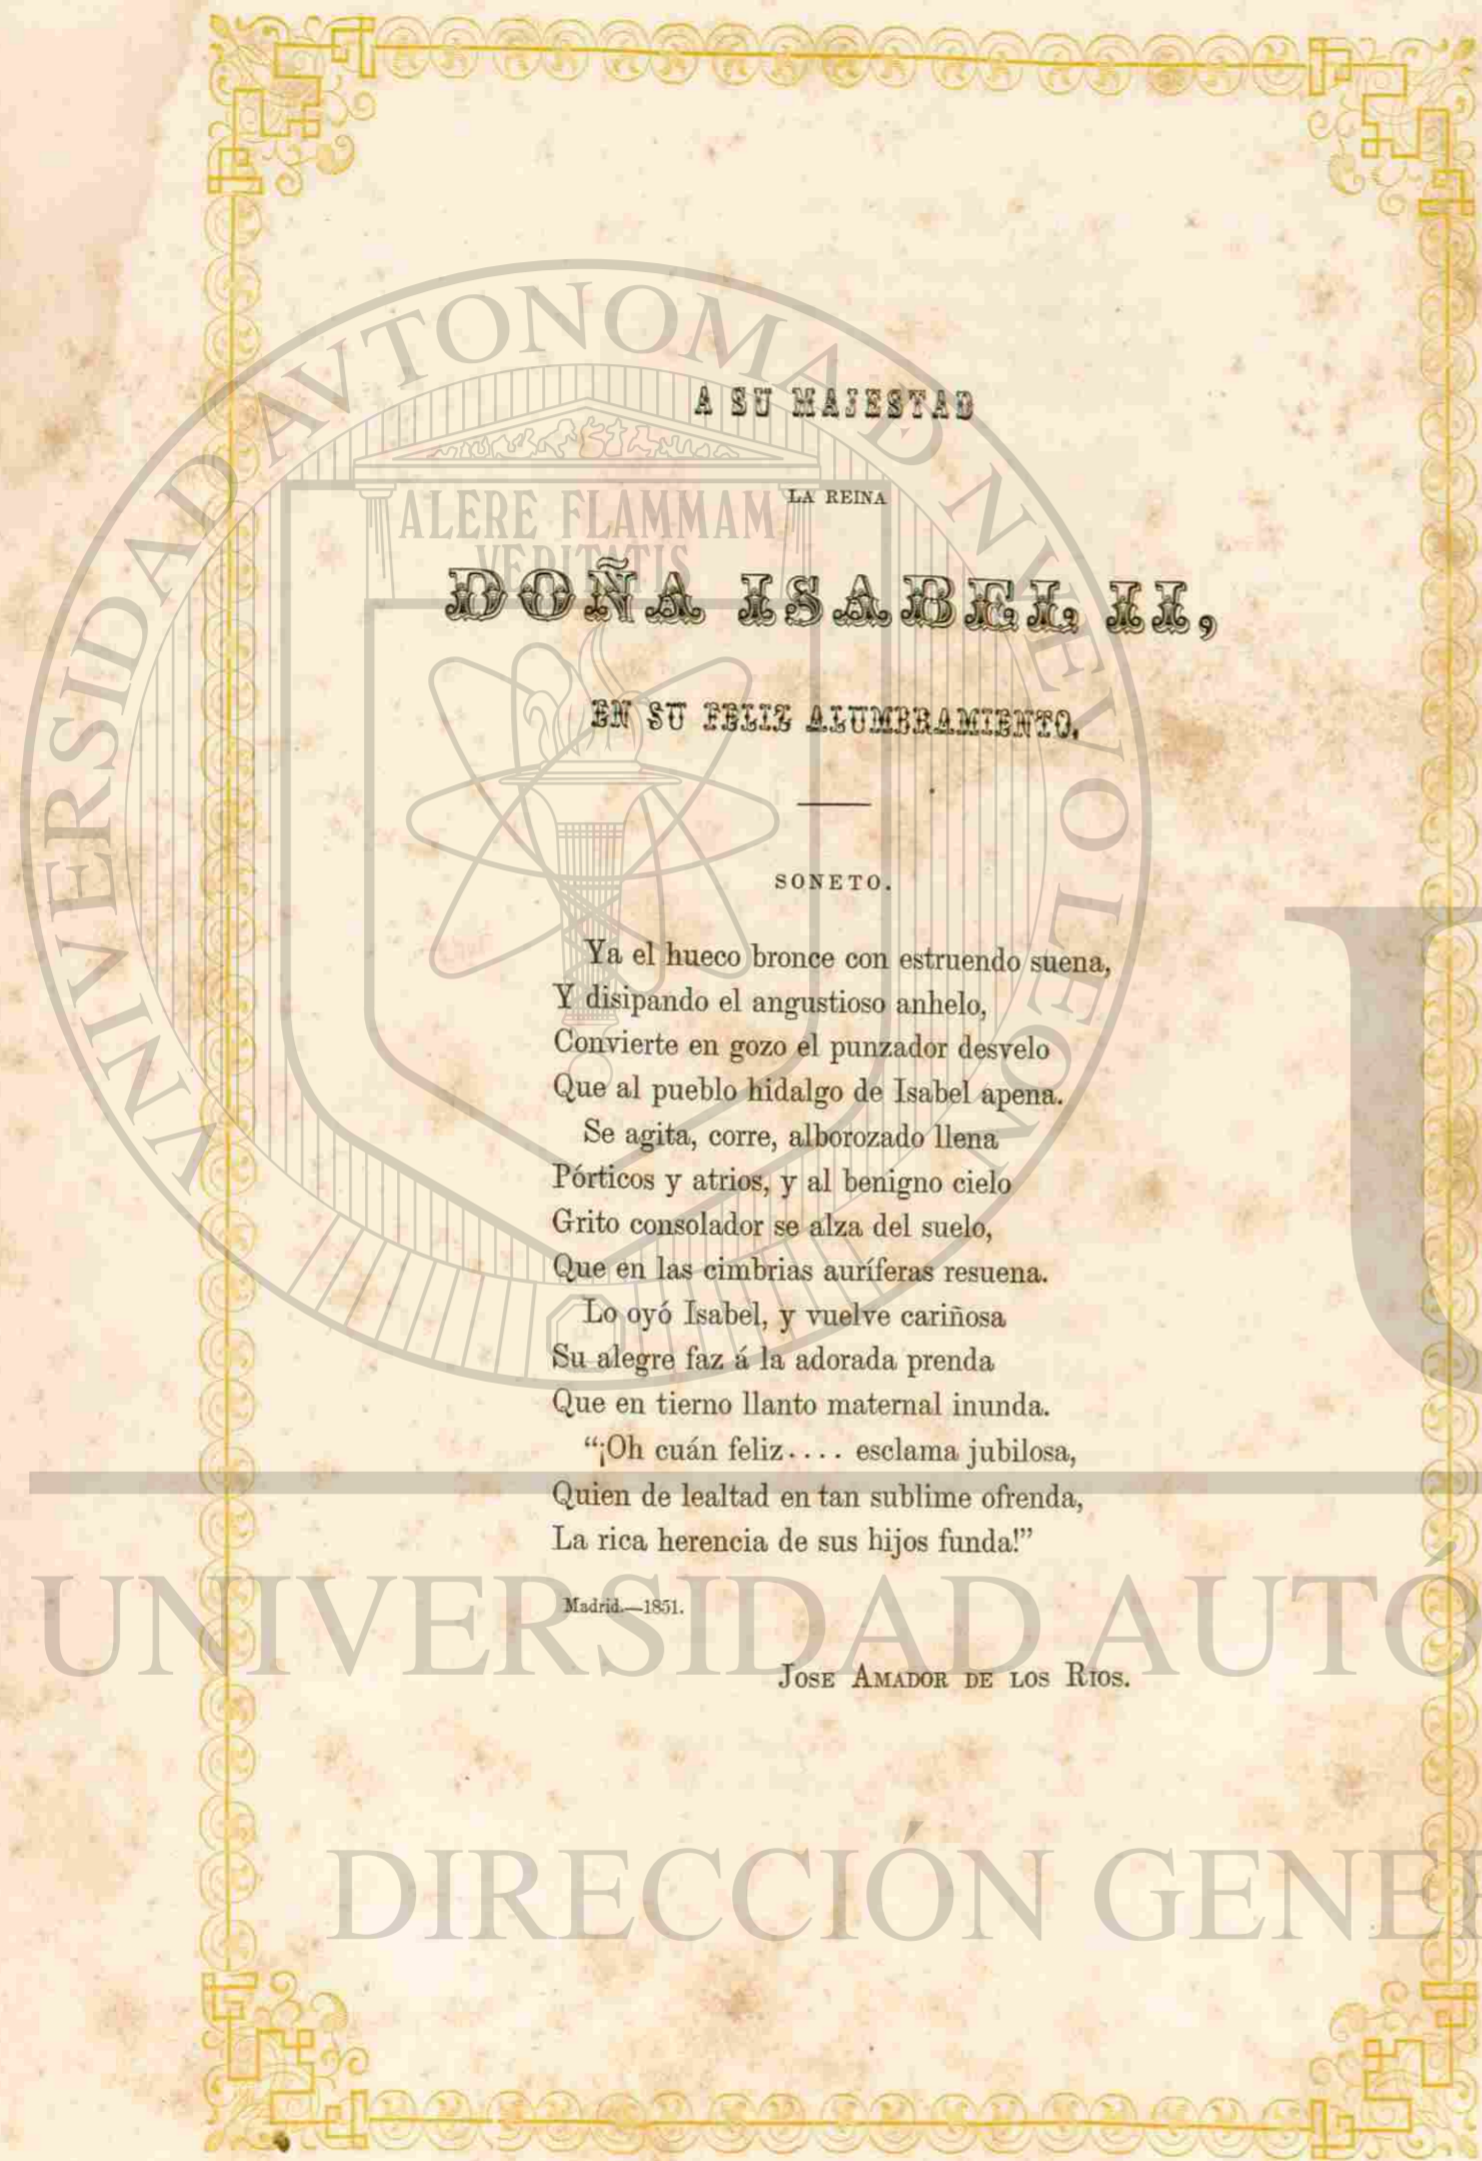 A SU MAJESTAD
LA REINA
DOÑA ISABEL II,
EN SU FELIZ ALUMBRAMIENTO.
SONETO.
Ya el hueco bronce con estruendo suena,
Y disipando el angustioso anhelo,
Convierte en gozo el punzador desvelo
Que al pueblo hidalgo de Isabel apena.
Se agita, corre, alborozado llena
Pórticos y atrios, y al benigno cielo
Grito consolador se alza del suelo,
Que en las cimbrias auríferas resuena.
Lo oyó Isabel, y vuelve cariñosa
Su alegre faz á la adorada prenda
Que en tierno llanto maternal inunda.
“¡Oh cuán feliz.... esclama jubilosa,
Quien de lealtad en tan sublime ofrenda,
La rica herencia de sus hijos funda!”
Madrid.—1851.
JOSE AMADOR DE LOS RIOS.
UNIVERSIDAD AVTONOMA D NVEVO LEON
ALERE FLAMMAM
VERITATIS
U
UNIVERSIDAD AUTÓ
DIRECCIÓN GENE